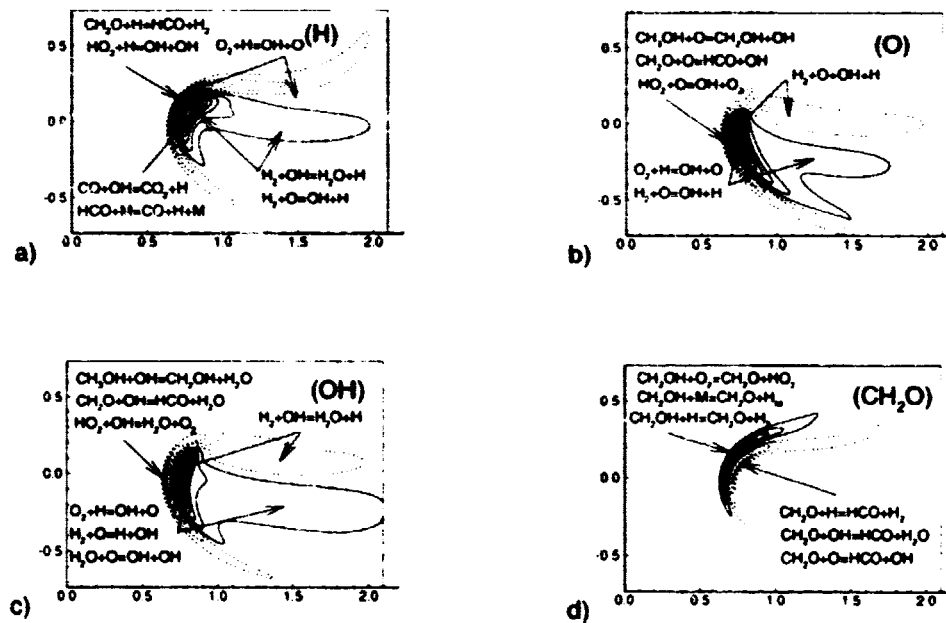 CH₂O+H=HCO+H₂
(H)
HO₂+H=OH+OH
O₂+H=OH+O
0.5
0.0
-0.5
CO+OH=CO₂+H
HCO+M=CO+H+M
H₂+OH=H₂O+H
H₂+O=OH+H
0.0 0.5 1.0 1.5 2.0
a)
CH₃OH+O=CH₂OH+OH
(O)
CH₂O+O=HCO+OH
HO₂+O=OH+O₂
H₂+O=OH+H
0.5
0.0
-0.5
O₂+H=OH+O
H₂+O=OH+H
0.0 0.5 1.0 1.5 2.0
b)
CH₃OH+OH=CH₂OH+H₂O
(OH)
CH₂O+OH=HCO+H₂O
HO₂+OH=H₂O+O₂
H₂+OH=H₂O+H
0.5
0.0
-0.5
O₂+H=OH+O
H₂+O=H+OH
H₂O+O=OH+OH
0.0 0.5 1.0 1.5 2.0
c)
CH₂OH+O₂=CH₂O+HO₂
(CH₂O)
CH₂OH+M=CH₂O+H
CH₂OH+H=CH₂O+H
0.5
0.0
-0.5
CH₂O+H=HCO+H₂
CH₂O+OH=HCO+H₂O
CH₂O+O=HCO+OH
0.0 0.5 1.0 1.5 2.0
d)